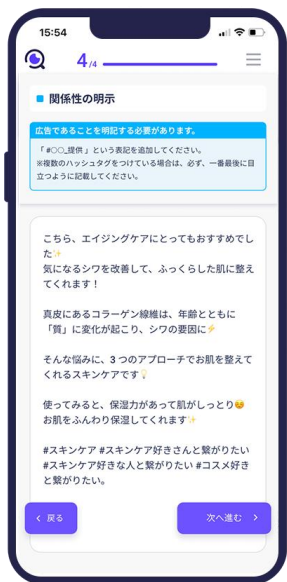 15:54
4/4
関係性の明示
広告であることを明記する必要があります。
「 #○○_提供 」という表記を追加してください。
※複数のハッシュタグをつけている場合は、必ず、一番最後に目
立つように記載してください。
こちら、エイジングケアにとってもおすすめでし
た✨
気になるシワを改善して、ふっくらした肌に整え
てくれます！
真皮にあるコラーゲン線維は、年齢とともに
「質」に変化が起こり、シワの要因に⚡
そんな悩みに、3 つのアプローチでお肌を整えて
くれるスキンケアです💡
使ってみると、保湿力があって肌がしっとり😊
お肌をふんわり保湿してくれます✨
#スキンケア #スキンケア好きさんと繋がりたい
#スキンケア好きな人と繋がりたい #コスメ好き
と繋がりたい。
< 戻る
次へ進む >